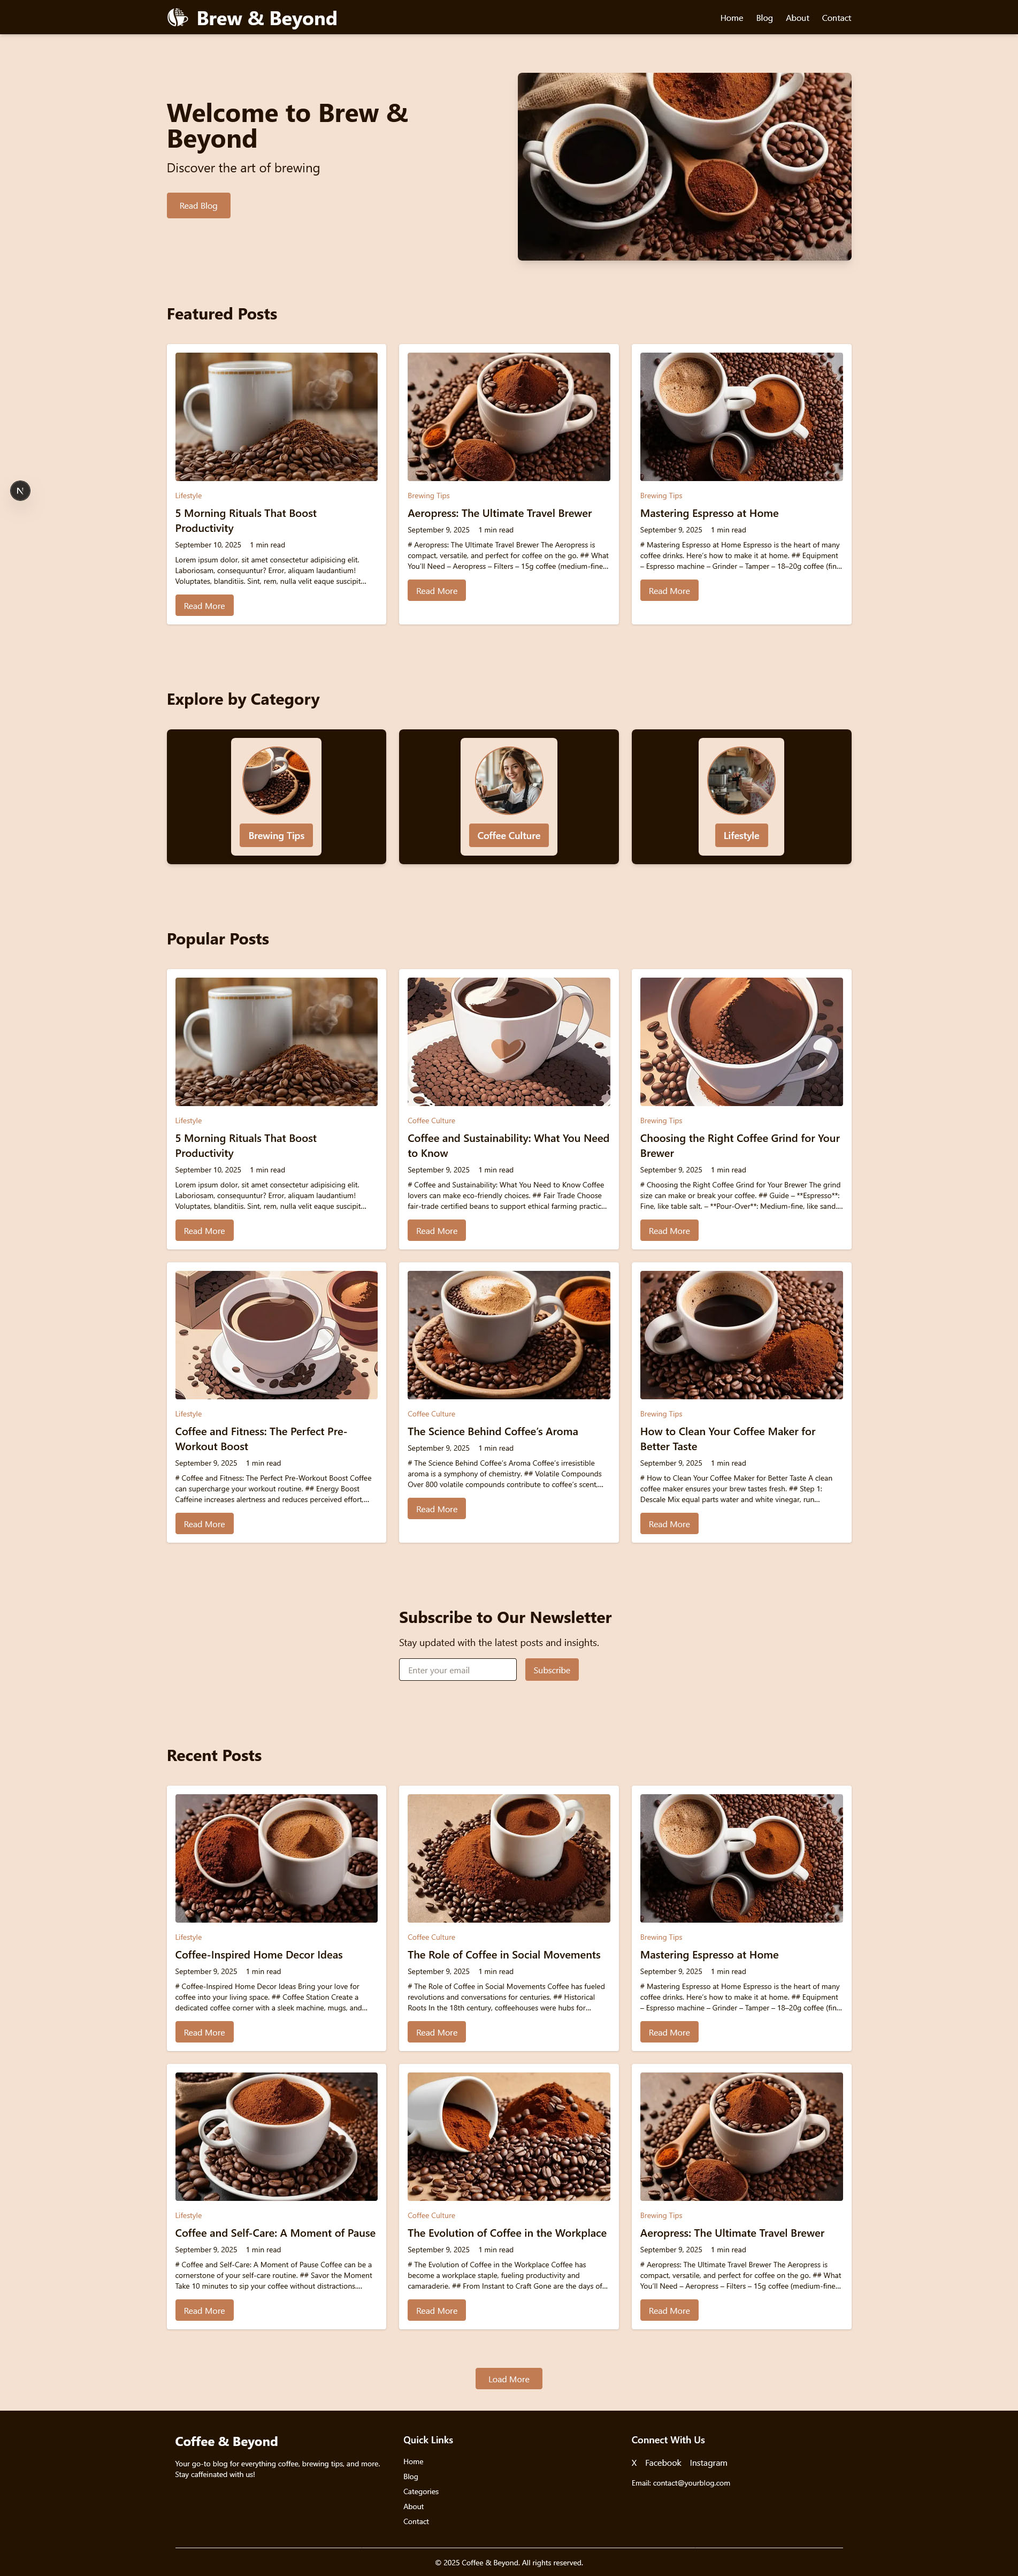 Brew & Beyond
Home Blog About Contact
Welcome to Brew &
Beyond
Discover the art of brewing
Read Blog
Featured Posts
Lifestyle
5 Morning Rituals That Boost
Productivity
September 10, 2025 1 min read
Lorem ipsum dolor, sit amet consectetur adipisicing elit.
Laboriosam, consequuntur? Error, aliquam laudantium!
Voluptates, blanditiis. Sint, rem, nulla velit eaque suscipit...
Read More
Brewing Tips
Aeropress: The Ultimate Travel Brewer
September 9, 2025 1 min read
# Aeropress: The Ultimate Travel Brewer The Aeropress is
compact, versatile, and perfect for coffee on the go. ## What
You'll Need – Aeropress – Filters – 15g coffee (medium-fine...
Read More
Brewing Tips
Mastering Espresso at Home
September 9, 2025 1 min read
# Mastering Espresso at Home Espresso is the heart of many
coffee drinks. Here's how to make it at home. ## Equipment
– Espresso machine – Grinder – Tamper – 18–20g coffee (fin...
Read More
N
Explore by Category
Brewing Tips
Coffee Culture
Lifestyle
Popular Posts
Lifestyle
5 Morning Rituals That Boost
Productivity
September 10, 2025 1 min read
Lorem ipsum dolor, sit amet consectetur adipisicing elit.
Laboriosam, consequuntur? Error, aliquam laudantium!
Voluptates, blanditiis. Sint, rem, nulla velit eaque suscipit...
Read More
Coffee Culture
Coffee and Sustainability: What You Need
to Know
September 9, 2025 1 min read
# Coffee and Sustainability: What You Need to Know Coffee
lovers can make eco-friendly choices. ## Fair Trade Choose
fair-trade certified beans to support ethical farming practic...
Read More
Brewing Tips
Choosing the Right Coffee Grind for Your
Brewer
September 9, 2025 1 min read
# Choosing the Right Coffee Grind for Your Brewer The grind
size can make or break your coffee. ## Guide – **Espresso**:
Fine, like table salt. – **Pour-Over**: Medium-fine, like sand....
Read More
Lifestyle
Coffee and Fitness: The Perfect Pre-
Workout Boost
September 9, 2025 1 min read
# Coffee and Fitness: The Perfect Pre-Workout Boost Coffee
can supercharge your workout routine. ## Energy Boost
Caffeine increases alertness and reduces perceived effort,...
Read More
Coffee Culture
The Science Behind Coffee's Aroma
September 9, 2025 1 min read
# The Science Behind Coffee's Aroma Coffee's irresistible
aroma is a symphony of chemistry. ## Volatile Compounds
Over 800 volatile compounds contribute to coffee's scent,...
Read More
Brewing Tips
How to Clean Your Coffee Maker for
Better Taste
September 9, 2025 1 min read
# How to Clean Your Coffee Maker for Better Taste A clean
coffee maker ensures your brew tastes fresh. ## Step 1:
Descale Mix equal parts water and white vinegar, run...
Read More
Subscribe to Our Newsletter
Stay updated with the latest posts and insights.
Enter your email
Subscribe
Recent Posts
Lifestyle
Coffee-Inspired Home Decor Ideas
September 9, 2025 1 min read
# Coffee-Inspired Home Decor Ideas Bring your love for
coffee into your living space. ## Coffee Station Create a
dedicated coffee corner with a sleek machine, mugs, and...
Read More
Coffee Culture
The Role of Coffee in Social Movements
September 9, 2025 1 min read
# The Role of Coffee in Social Movements Coffee has fueled
revolutions and conversations for centuries. ## Historical
Roots In the 18th century, coffeehouses were hubs for...
Read More
Brewing Tips
Mastering Espresso at Home
September 9, 2025 1 min read
# Mastering Espresso at Home Espresso is the heart of many
coffee drinks. Here's how to make it at home. ## Equipment
– Espresso machine – Grinder – Tamper – 18–20g coffee (fin...
Read More
Lifestyle
Coffee and Self-Care: A Moment of Pause
September 9, 2025 1 min read
# Coffee and Self-Care: A Moment of Pause Coffee can be a
cornerstone of your self-care routine. ## Savor the Moment
Take 10 minutes to sip your coffee without distractions....
Read More
Coffee Culture
The Evolution of Coffee in the Workplace
September 9, 2025 1 min read
# The Evolution of Coffee in the Workplace Coffee has
become a workplace staple, fueling productivity and
camaraderie. ## From Instant to Craft Gone are the days of...
Read More
Brewing Tips
Aeropress: The Ultimate Travel Brewer
September 9, 2025 1 min read
# Aeropress: The Ultimate Travel Brewer The Aeropress is
compact, versatile, and perfect for coffee on the go. ## What
You'll Need – Aeropress – Filters – 15g coffee (medium-fine...
Read More
Load More
Coffee & Beyond
Your go-to blog for everything coffee, brewing tips, and more.
Stay caffeinated with us!
Quick Links
Home
Blog
Categories
About
Contact
Connect With Us
X Facebook Instagram
Email: contact@yourblog.com
© 2025 Coffee & Beyond. All rights reserved.